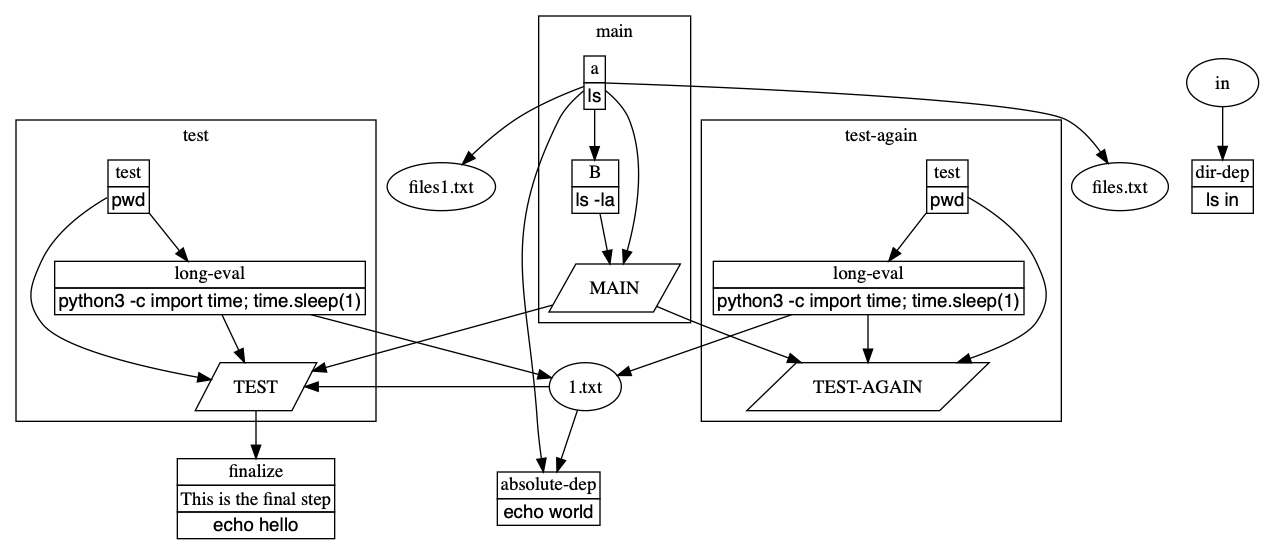 main
a
ls
in
test
test-again
test
pwd
files1.txt
B
ls -la
test
pwd
files.txt
dir-dep
ls in
long-eval
python3 -c import time; time.sleep(1)
MAIN
long-eval
python3 -c import time; time.sleep(1)
TEST
1.txt
TEST-AGAIN
finalize
This is the final step
echo hello
absolute-dep
echo world